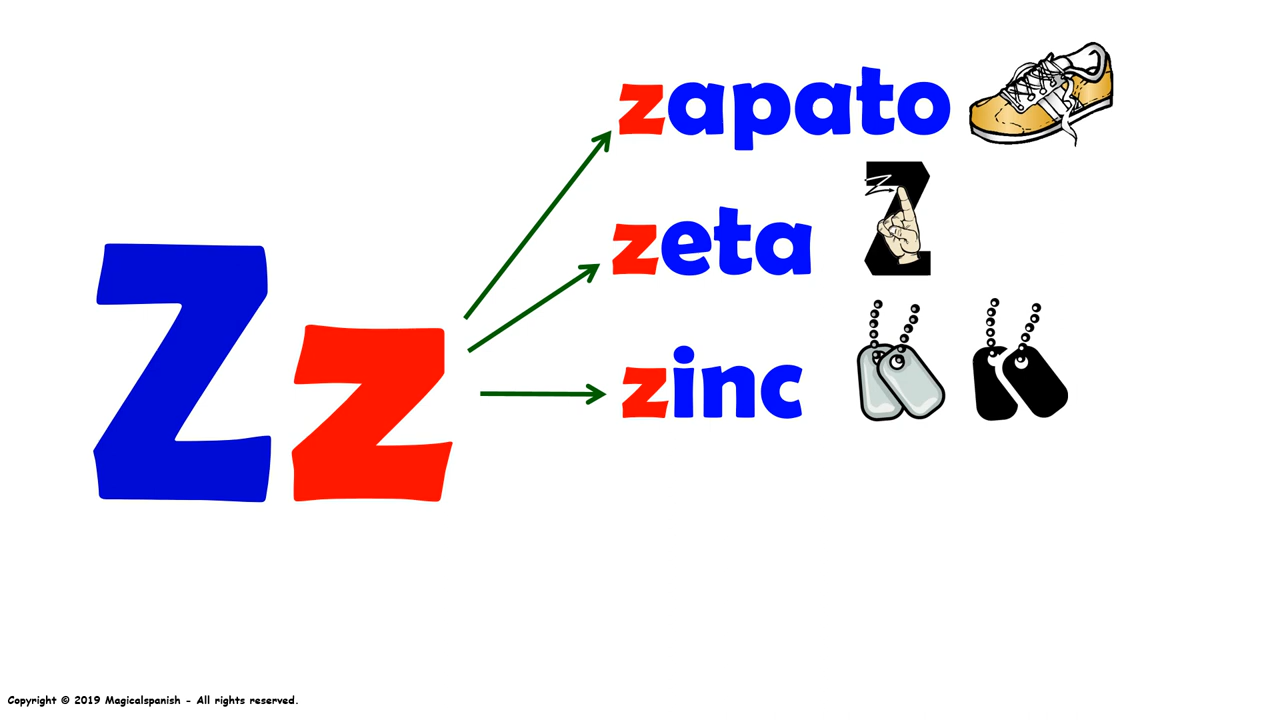 Zz
zapato
zeta
zinc
Copyright © 2019 Magicalspanish - All rights reserved.